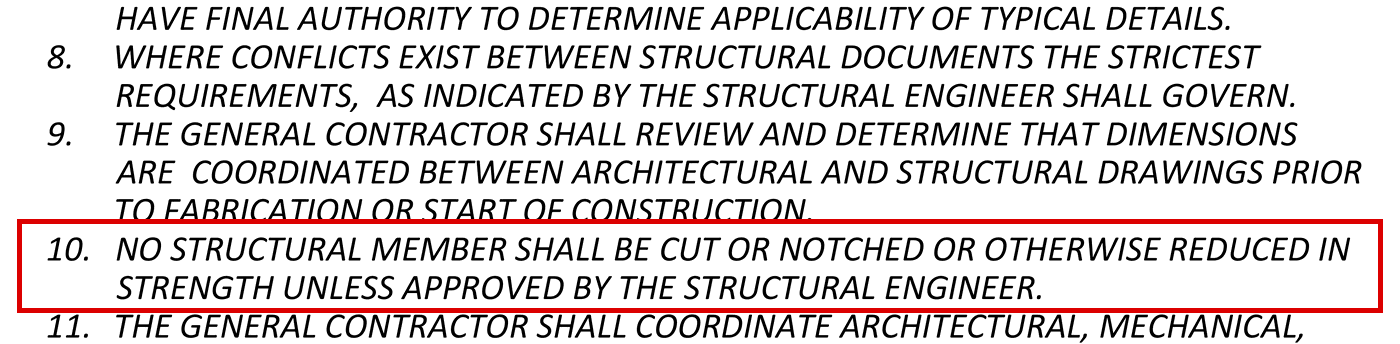 HAVE FINAL AUTHORITY TO DETERMINE APPLICABILITY OF TYPICAL DETAILS.
8. WHERE CONFLICTS EXIST BETWEEN STRUCTURAL DOCUMENTS THE STRICTEST
REQUIREMENTS, AS INDICATED BY THE STRUCTURAL ENGINEER SHALL GOVERN.
9. THE GENERAL CONTRACTOR SHALL REVIEW AND DETERMINE THAT DIMENSIONS
ARE COORDINATED BETWEEN ARCHITECTURAL AND STRUCTURAL DRAWINGS PRIOR
TO FABRICATION OR START OF CONSTRUCTION.
10. NO STRUCTURAL MEMBER SHALL BE CUT OR NOTCHED OR OTHERWISE REDUCED IN
STRENGTH UNLESS APPROVED BY THE STRUCTURAL ENGINEER.
11. THE GENERAL CONTRACTOR SHALL COORDINATE ARCHITECTURAL, MECHANICAL,